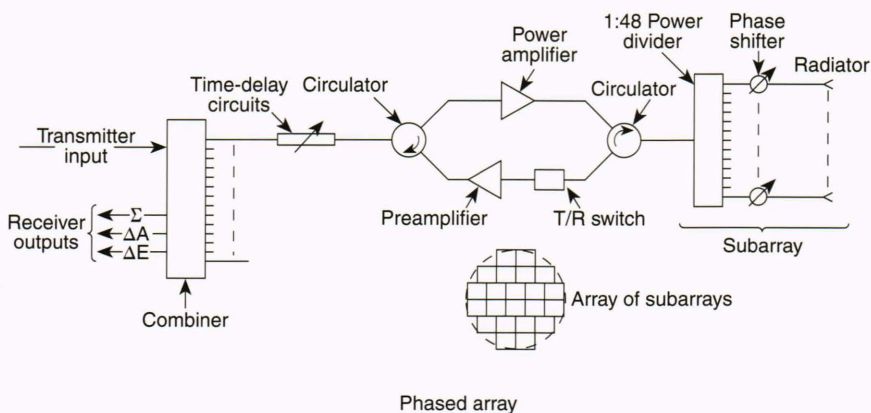 1:48 Power
divider
Phase
shifter
Radiator
Power
amplifier
Time-delay
circuits
Circulator
Circulator
Transmitter
input
Receiver
outputs
Σ
ΔA
ΔE
Preamplifier
T/R switch
Subarray
Combiner
Array of subarrays
Phased array